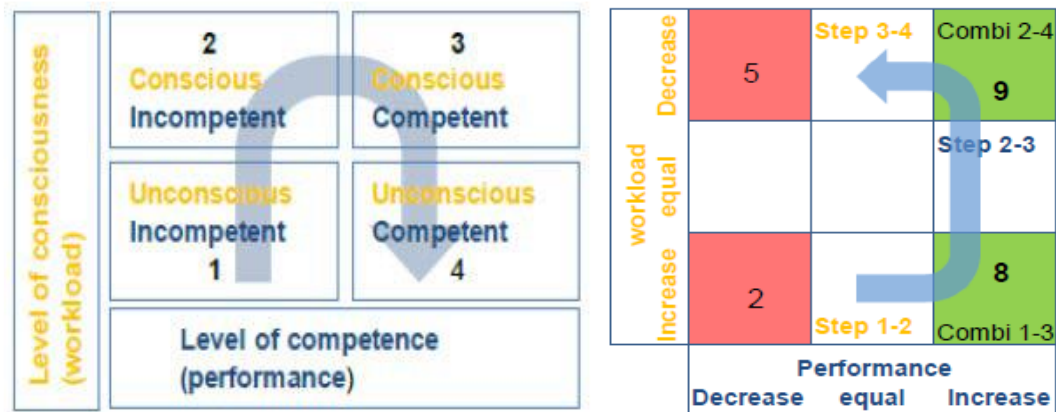 Level of consciousness
(workload)
2
Conscious
Incompetent
3
Conscious
Competent
Unconscious
Incompetent
1
Unconscious
Competent
4
Level of competence
(performance)
Decrease
workload
equal
Increase
5
Step 3-4
Combi 2-4
9
Step 2-3
2
Step 1-2
8
Combi 1-3
Performance
Decrease equal Increase